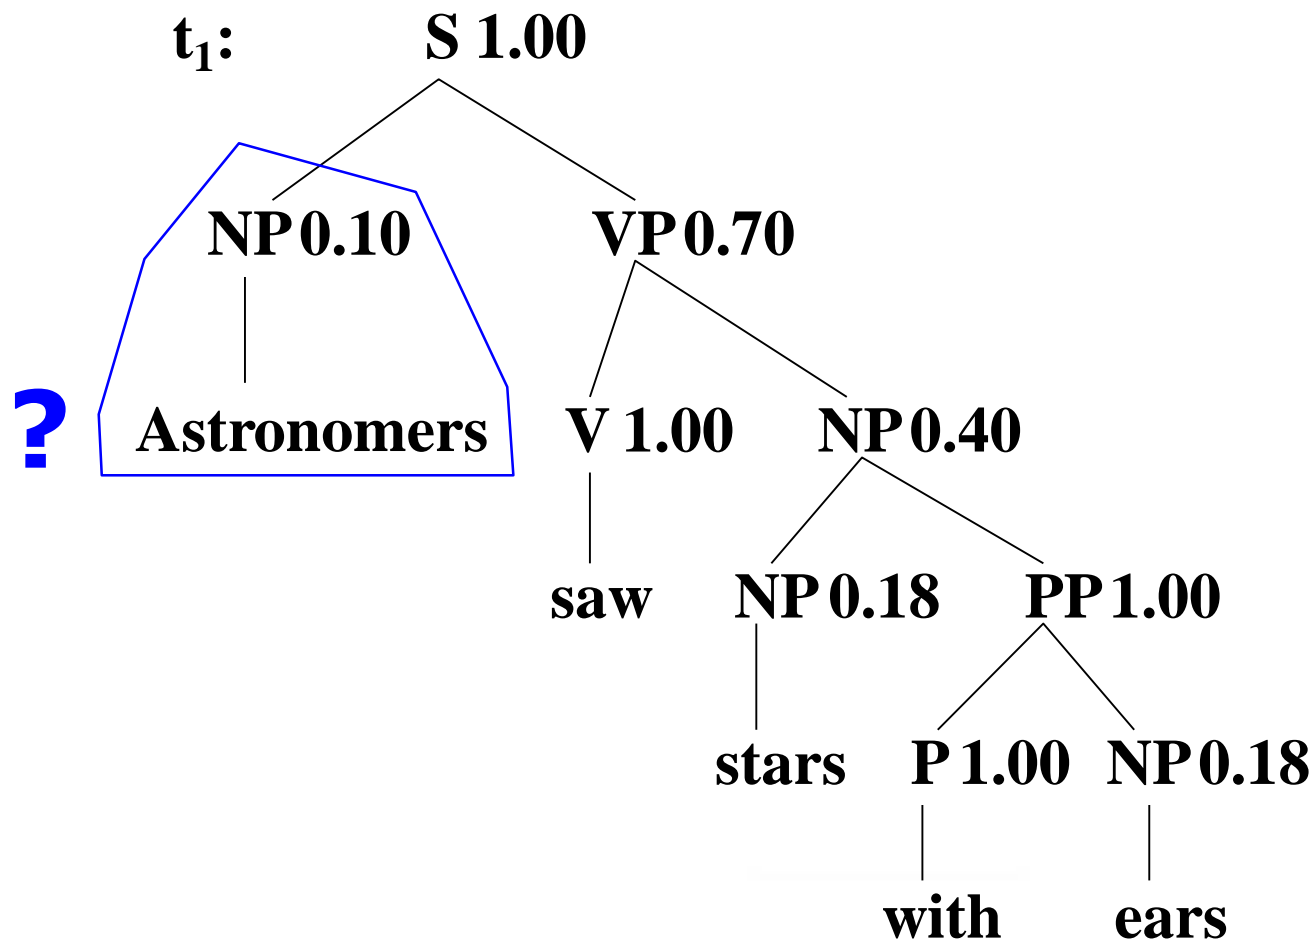 t₁: S 1.00
NP 0.10 VP 0.70
? Astronomers V 1.00 NP 0.40
saw NP 0.18 PP 1.00
stars P 1.00 NP 0.18
with ears